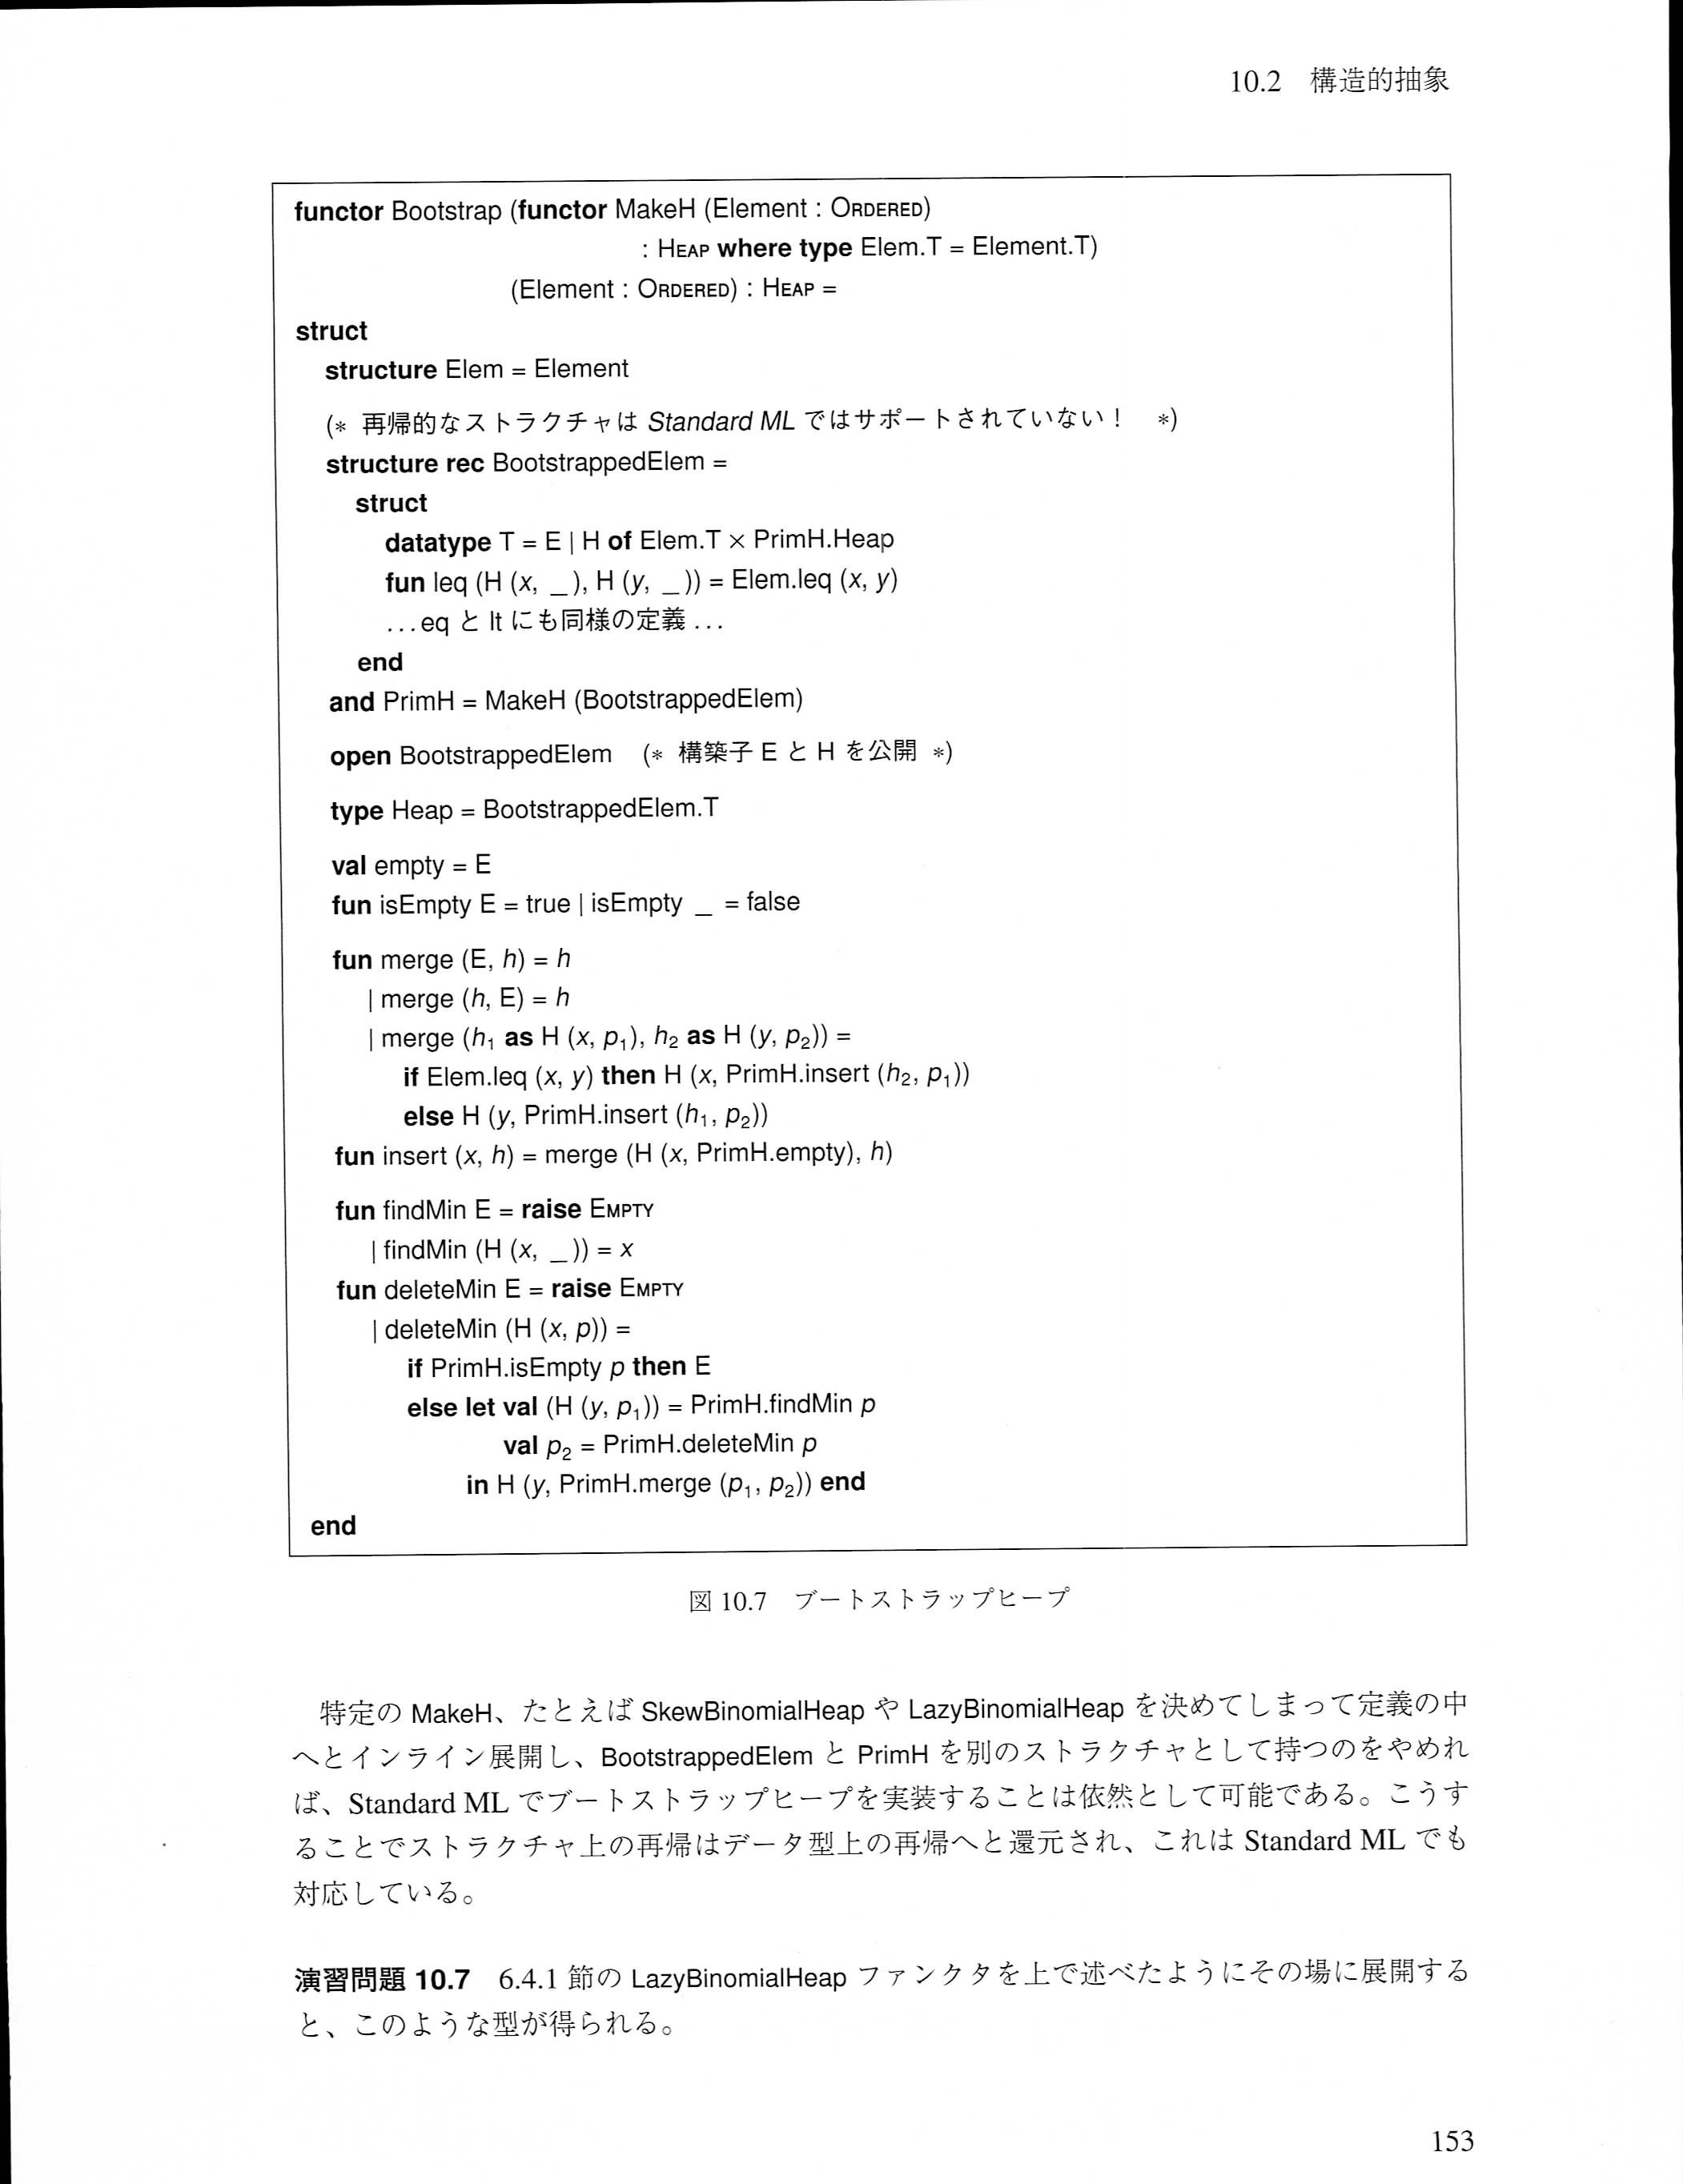 10.2 構造的抽象
functor Bootstrap (functor MakeH (Element : ORDERED)
: HEAP where type Elem.T = Element.T)
(Element : ORDERED) : HEAP =
struct
structure Elem = Element
(* 再帰的なストラクチャは Standard ML ではサポートされていない！ *)
structure rec BootstrappedElem =
struct
datatype T = E | H of Elem.T × PrimH.Heap
fun leq (H (x, _), H (y, _)) = Elem.leq (x, y)
...eq と lt にも同様の定義...
end
and PrimH = MakeH (BootstrappedElem)
open BootstrappedElem (* 構築子 E と H を公開 *)
type Heap = BootstrappedElem.T
val empty = E
fun isEmpty E = true | isEmpty _ = false
fun merge (E, h) = h
| merge (h, E) = h
| merge (h₁ as H (x, p₁), h₂ as H (y, p₂)) =
if Elem.leq (x, y) then H (x, PrimH.insert (h₂, p₁))
else H (y, PrimH.insert (h₁, p₂))
fun insert (x, h) = merge (H (x, PrimH.empty), h)
fun findMin E = raise EMPTY
| findMin (H (x, _)) = x
fun deleteMin E = raise EMPTY
| deleteMin (H (x, p)) =
if PrimH.isEmpty p then E
else let val (H (y, p₁)) = PrimH.findMin p
val p₂ = PrimH.deleteMin p
in H (y, PrimH.merge (p₁, p₂)) end
end
図 10.7 ブートストラップヒープ
特定の MakeH、たとえば SkewBinomialHeap や LazyBinomialHeap を決めてしまって定義の中
へとインライン展開し、BootstrappedElem と PrimH を別のストラクチャとして持つのをやめれ
ば、Standard ML でブートストラップヒープを実装することは依然として可能である。こうす
ることでストラクチャ上の再帰はデータ型上の再帰へと還元され、これは Standard ML でも
対応している。
演習問題 10.7 6.4.1 節の LazyBinomialHeap ファンクタを上で述べたようにその場に展開する
と、このような型が得られる。
153